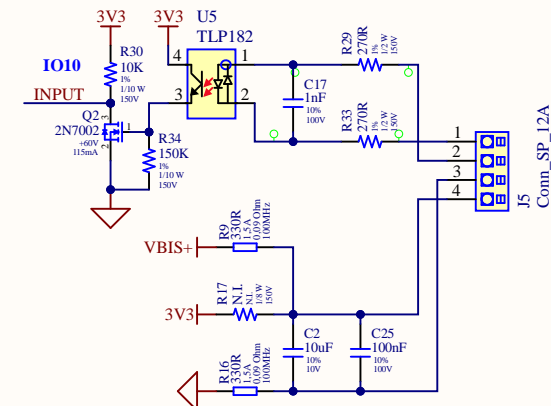 3V3
3V3
U5
TLP182
IO10
INPUT
R30
10K
1%
1/10 W
150V
4
1
3
2
Q2
2N7002
+60V
115mA
3
1
2
R34
150K
1%
1/10 W
150V
C17
1nF
10%
100V
R29
270R
1%
1/2 W
150V
R33
270R
1%
1/2 W
150V
1
2
3
4
J5
Conn_SP_12A
VBIS+
R9
330R
1,5 A
0,09 Ohm
100MHz
3V3
R17
N.I.
N.I.
1/8 W
150V
C2
10uF
10%
10V
C25
100nF
10%
100V
R16
330R
1,5 A
0,09 Ohm
100MHz